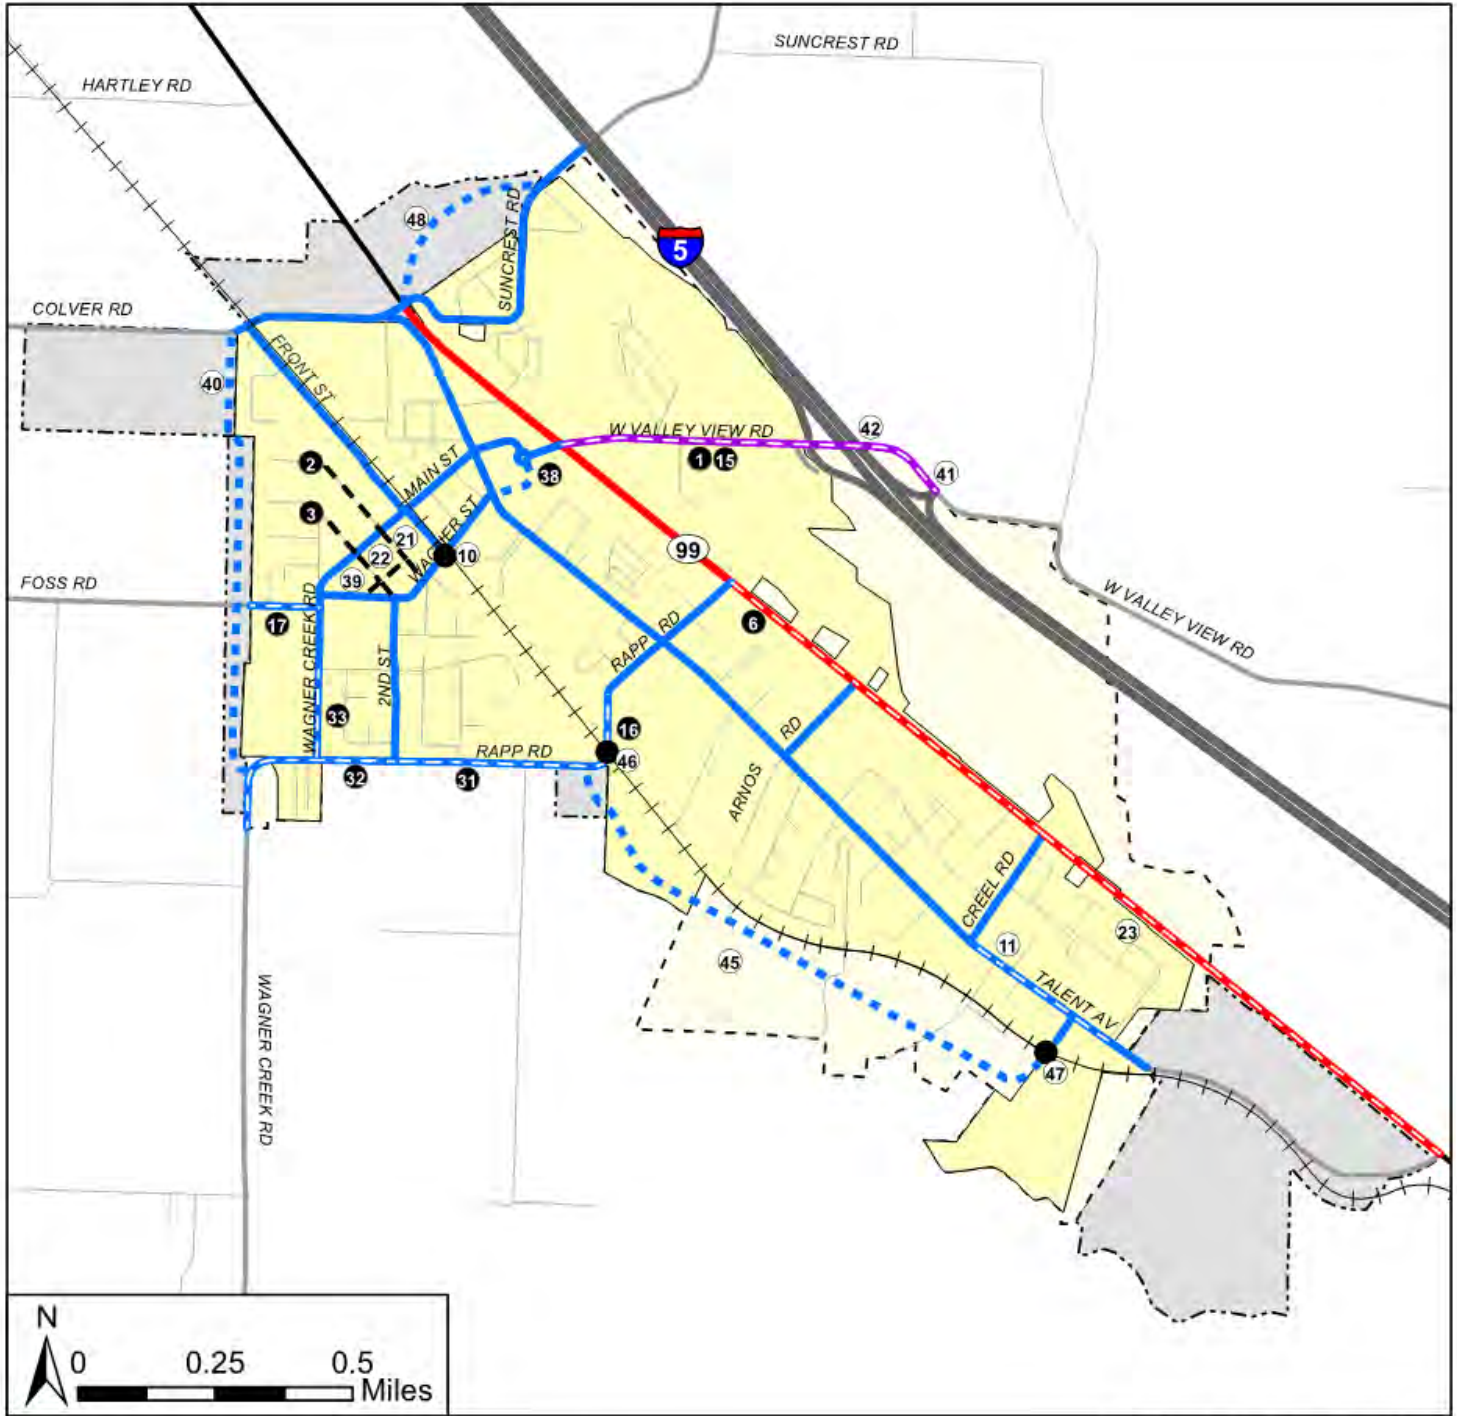 SUNCREST RD
HARTLEY RD
48
SUNCREST RD
5
COLVER RD
FRONT ST
40
W VALLEY VIEW RD
42
1
15
41
2
MAIN ST
38
3
21
WAGNER ST
22
10
99
39
FOSS RD
W VALLEY VIEW RD
17
WAGNER CREEK RD
2ND ST
RAPP RD
6
33
16
RD
RAPP RD
46
32
31
ARNOS
CREEL RD
23
11
45
TALENT AV
WAGNER CREEK RD
47
N
0 0.25 0.5
Miles